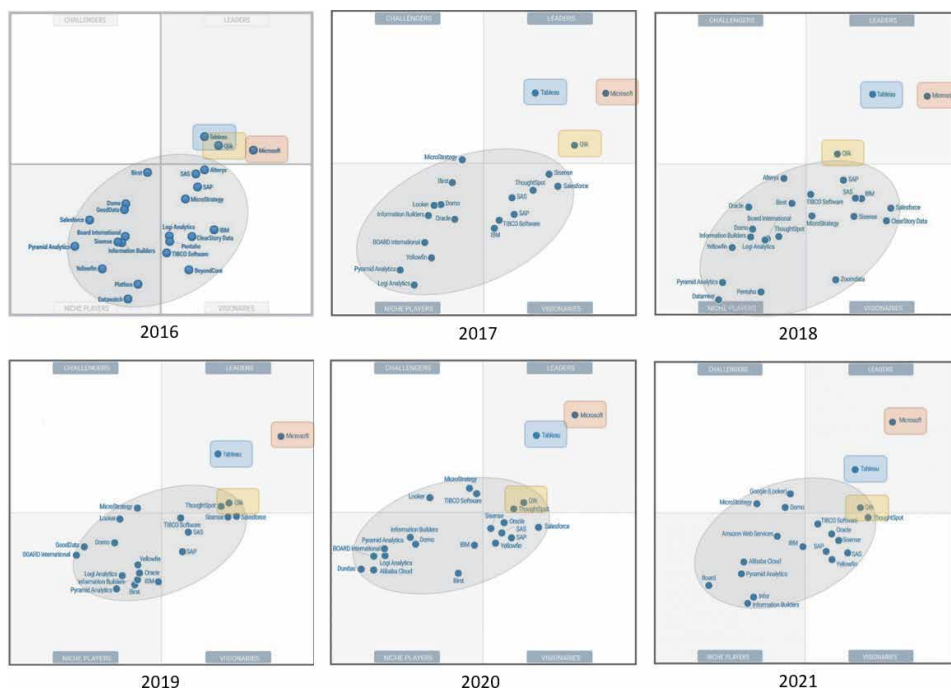 CHALLENGERS
LEADERS
Tableau
Qlik
Microsoft
Birst
SAS
Alteryx
SAP
Domo
GoodData
MicroStrategy
Salesforce
Board International
Logi Analytics
IBM
Sisense
ClearStory Data
Pyramid Analytics
Information Builders
Pentaho
TIBCO Software
Yellowfin
BeyondCore
Platfora
Datawatch
NICHE PLAYERS
VISIONARIES
2016
CHALLENGERS
LEADERS
Tableau
Microsoft
Qlik
MicroStrategy
Sisense
Birst
ThoughtSpot
Salesforce
SAS
Looker
Domo
Information Builders
Oracle
SAP
TIBCO Software
IBM
BOARD International
Yellowfin
Pyramid Analytics
Logi Analytics
NICHE PLAYERS
VISIONARIES
2017
CHALLENGERS
LEADERS
Tableau
Microso
Qlik
Alteryx
SAP
SAS
IBM
Oracle
Birst
TIBCO Software
Salesforce
Board International
MicroStrategy
Sisense
ClearStory Data
Domo
Information Builders
ThoughtSpot
Yellowfin
Logi Analytics
Pyramid Analytics
Zoomdata
Datameer
Pentaho
NICHE PLAYERS
VISIONARIES
2018
CHALLENGERS
LEADERS
Microsoft
Tableau
MicroStrategy
ThoughtSpot
Qlik
Looker
Sisense
Salesforce
TIBCO Software
SAS
GoodData
Domo
BOARD International
SAP
Yellowfin
Logi Analytics
Oracle
Information Builders
IBM
Pyramid Analytics
Birst
NICHE PLAYERS
VISIONARIES
2019
CHALLENGERS
LEADERS
Microsoft
Tableau
MicroStrategy
Looker
TIBCO Software
Qlik
ThoughtSpot
Sisense
Oracle
Salesforce
Information Builders
SAS
Pyramid Analytics
Domo
SAP
BOARD International
IBM
Yellowfin
Logi Analytics
Dundas
Alibaba Cloud
Birst
NICHE PLAYERS
VISIONARIES
2020
CHALLENGERS
LEADERS
Microsoft
Tableau
Google (Looker)
MicroStrategy
Domo
Qlik
ThoughtSpot
TIBCO Software
Amazon Web Services
Oracle
Sisense
IBM
SAP
SAS
Alibaba Cloud
Yellowfin
Pyramid Analytics
Board
Infor
Information Builders
NICHE PLAYERS
VISIONARIES
2021